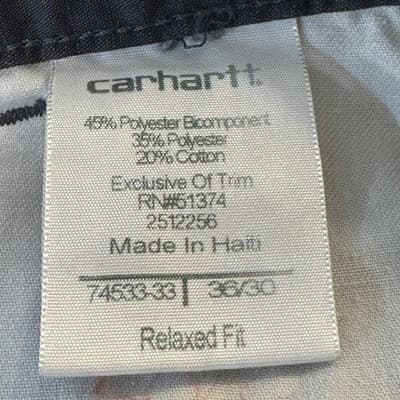 carhartt
45% Polyester Bicomponent
35% Polyester
20% Cotton
Exclusive Of Trim
RN#51374
2512256
Made In Haiti
74533-33 | 36/30
Relaxed Fit